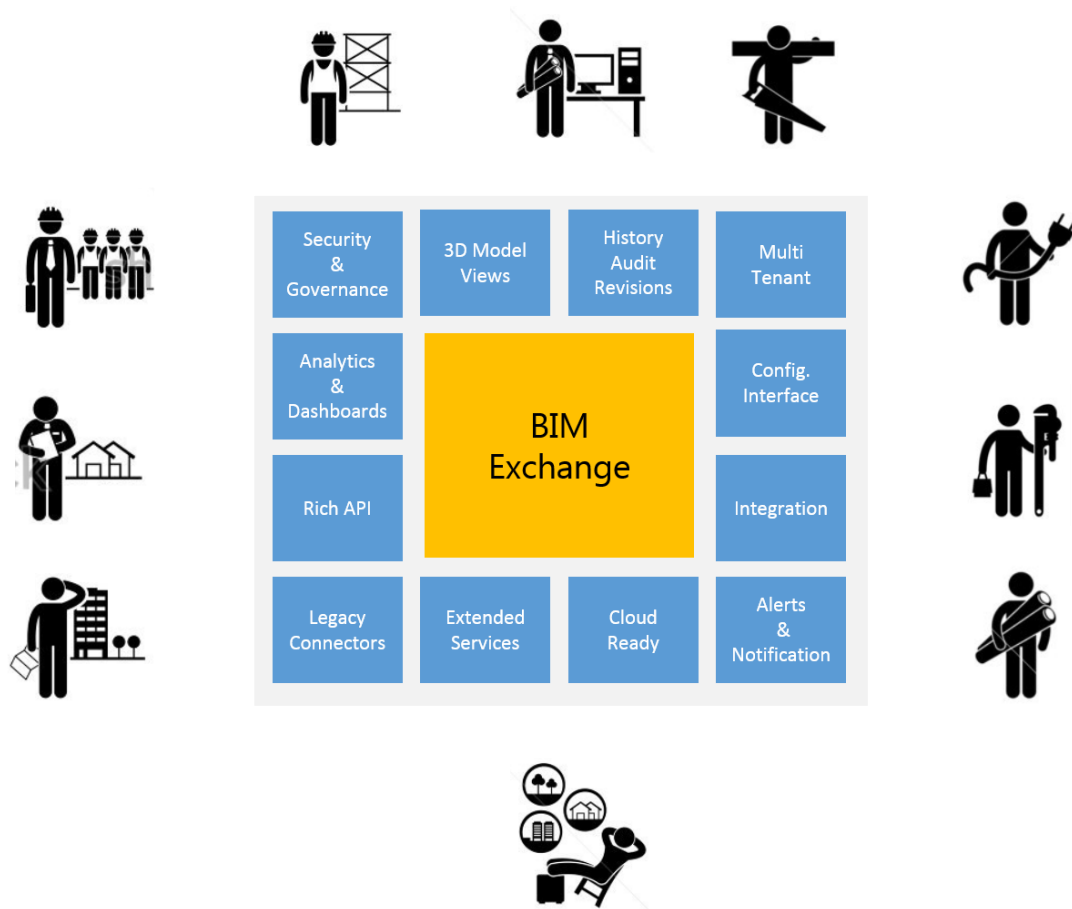 Security
&
Governance
3D Model
Views
History
Audit
Revisions
Multi
Tenant
Analytics
&
Dashboards
BIM
Exchange
Config.
Interface
Rich API
Integration
Legacy
Connectors
Extended
Services
Cloud
Ready
Alerts
&
Notification